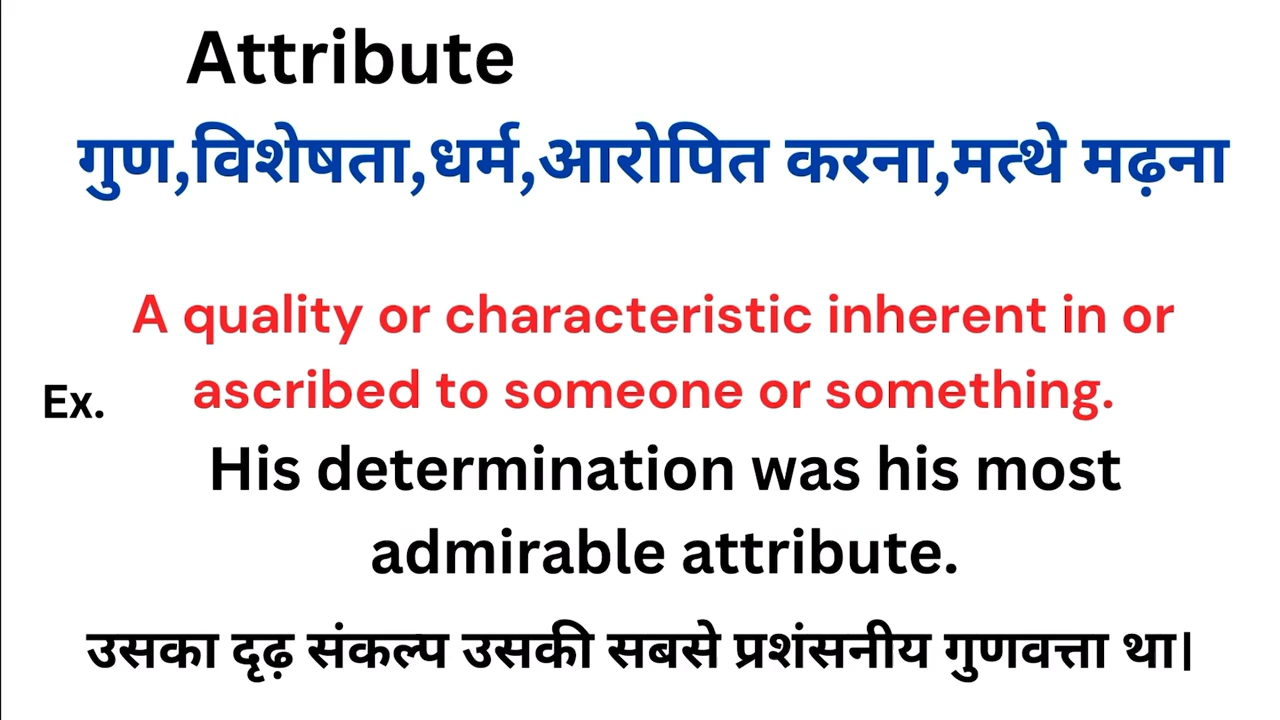 Attribute
गुण,विशेषता,धर्म,आरोपित करना,मत्थे मढ़ना
A quality or characteristic inherent in or
ascribed to someone or something.
Ex.
His determination was his most
admirable attribute.
उसका दृढ़ संकल्प उसकी सबसे प्रशंसनीय गुणवत्ता था।